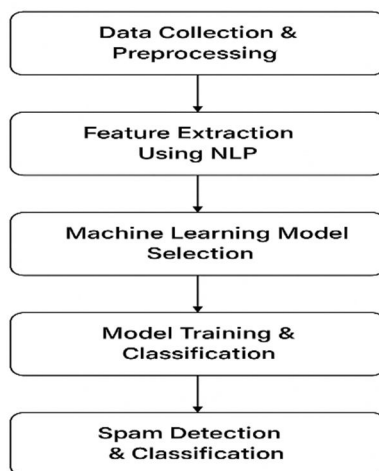 Data Collection &
Preprocessing
Feature Extraction
Using NLP
Machine Learning Model
Selection
Model Training &
Classification
Spam Detection
& Classification